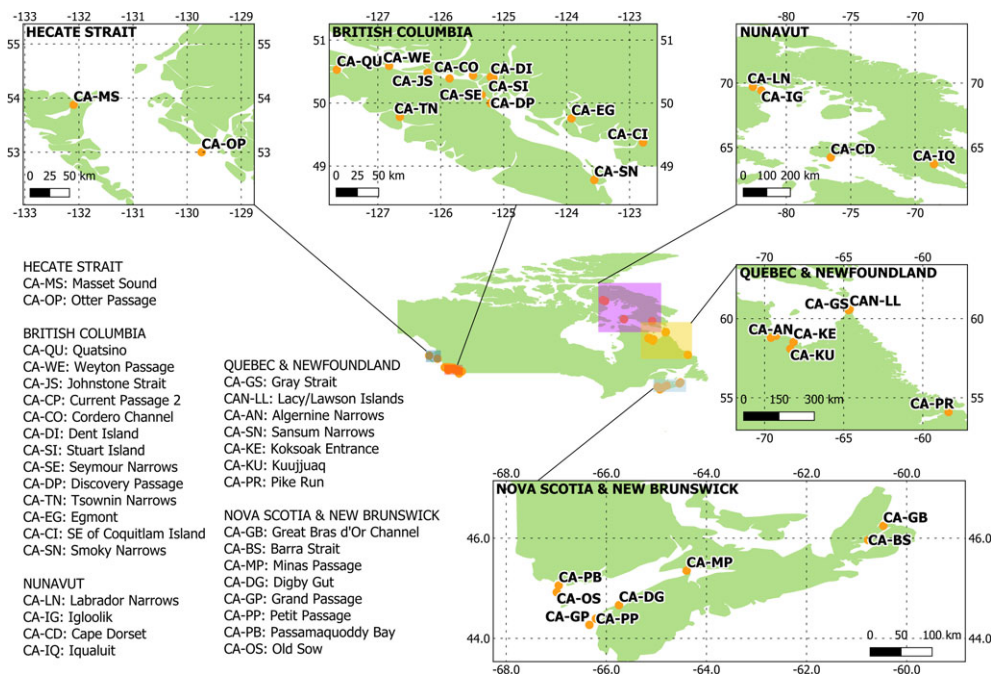 HECATE STRAIT
-133 -132 -131 -130 -129
55 55
54 54
53 53
CA-MS
CA-OP
0 25 50 km
-133 -132 -131 -130 -129
BRITISH COLUMBIA
-127 -126 -125 -124 -123
51 51
50 50
49 49
CA-QU
CA-WE
CA-JS
CA-CO
CA-DI
CA-SI
CA-SE
CA-DP
CA-TN
CA-EG
CA-CI
CA-SN
0 25 50 km
-127 -126 -125 -124 -123
NUNAVUT
-80 -75 -70
70 70
65 65
CA-LN
CA-IG
CA-CD
CA-IQ
0 100 200 km
-80 -75 -70
HECATE STRAIT
CA-MS: Masset Sound
CA-OP: Otter Passage
BRITISH COLUMBIA
CA-QU: Quatsino
CA-WE: Weyton Passage
CA-JS: Johnstone Strait
CA-CP: Current Passage 2
CA-CO: Cordero Channel
CA-DI: Dent Island
CA-SI: Stuart Island
CA-SE: Seymour Narrows
CA-DP: Discovery Passage
CA-TN: Tsownin Narrows
CA-EG: Egmont
CA-CI: SE of Coquitlam Island
CA-SN: Smoky Narrows
NUNAVUT
CA-LN: Labrador Narrows
CA-IG: Igloolik
CA-CD: Cape Dorset
CA-IQ: Iqualuit
QUEBEC & NEWFOUNDLAND
CA-GS: Gray Strait
CAN-LL: Lacy/Lawson Islands
CA-AN: Algernine Narrows
CA-SN: Sansum Narrows
CA-KE: Koksoak Entrance
CA-KU: Kuujjuaq
CA-PR: Pike Run
NOVA SCOTIA & NEW BRUNSWICK
CA-GB: Great Bras d'Or Channel
CA-BS: Barra Strait
CA-MP: Minas Passage
CA-DG: Digby Gut
CA-GP: Grand Passage
CA-PP: Petit Passage
CA-PB: Passamaquoddy Bay
CA-OS: Old Sow
-70 -65 -60
QUEBEC & NEWFOUNDLAND
60 60
55 55
CA-GS
CAN-LL
CA-AN
CA-KE
CA-KU
CA-PR
0 150 300 km
-70 -65 -60
-68.0 -66.0 -64.0 -62.0 -60.0
NOVA SCOTIA & NEW BRUNSWICK
46.0 46.0
44.0 44.0
CA-GB
CA-BS
CA-MP
CA-PB
CA-OS
CA-DG
CA-GP
CA-PP
0 50 100 km
-68.0 -66.0 -64.0 -62.0 -60.0